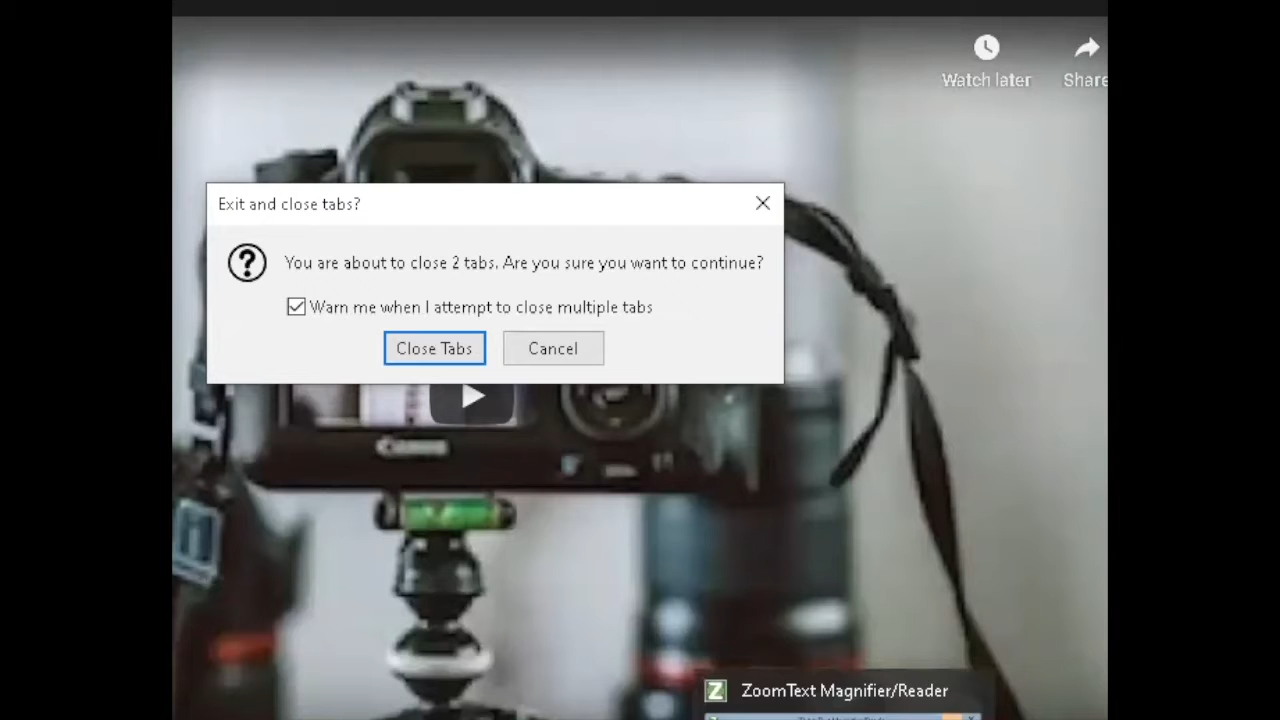 Watch later
Share
Exit and close tabs?
You are about to close 2 tabs. Are you sure you want to continue?
Warn me when I attempt to close multiple tabs
Close Tabs
Cancel
Canon
ZoomText Magnifier/Reader